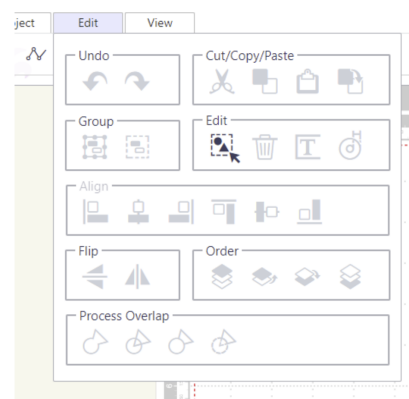 ject Edit View
Undo Cut/Copy/Paste
Group Edit
Align
Flip Order
Process Overlap